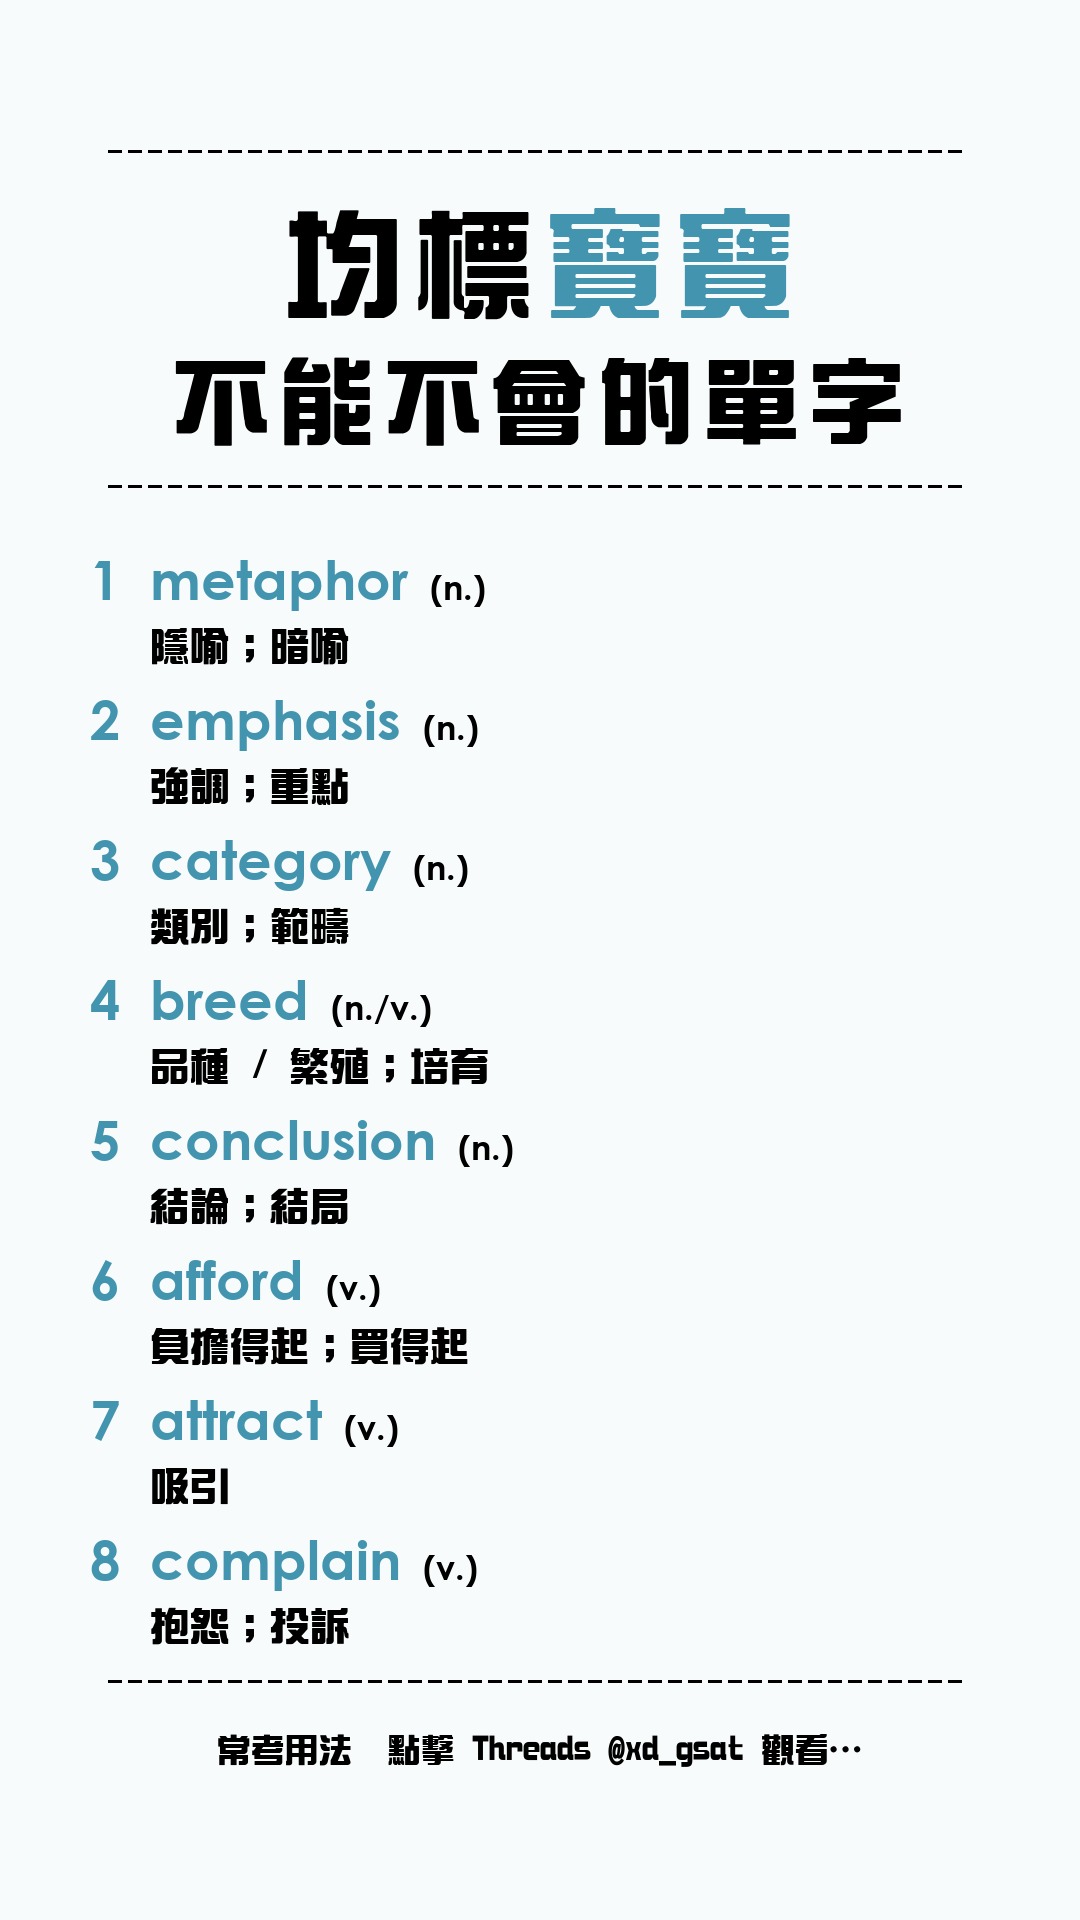 均標寶寶
不能不會的單字
1 metaphor (n.)
隱喻；暗喻
2 emphasis (n.)
強調；重點
3 category (n.)
類別；範疇
4 breed (n./v.)
品種 / 繁殖；培育
5 conclusion (n.)
結論；結局
6 afford (v.)
負擔得起；買得起
7 attract (v.)
吸引
8 complain (v.)
抱怨；投訴
常考用法 點擊 Threads @xd_gsat 觀看⋯